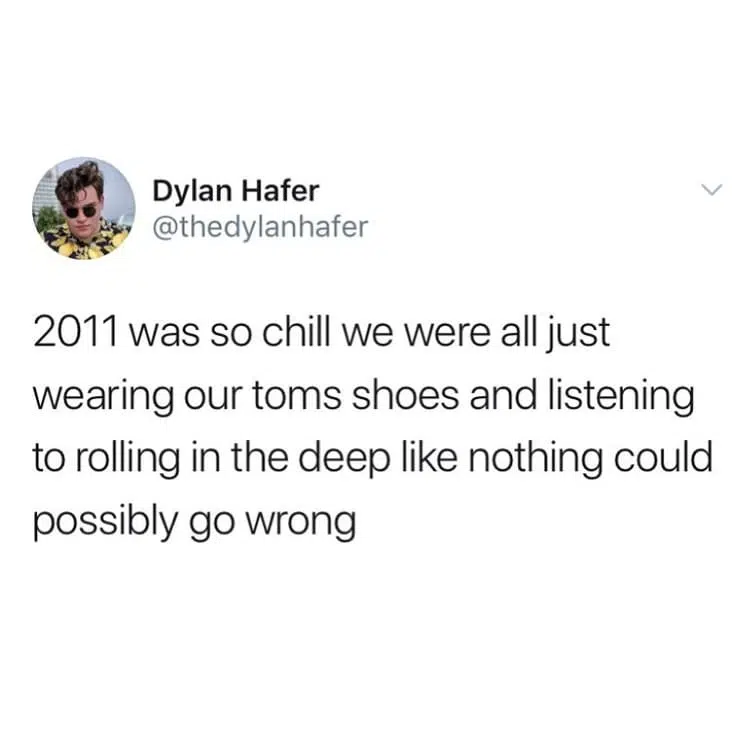 Dylan Hafer
@thedylanhafer
2011 was so chill we were all just
wearing our toms shoes and listening
to rolling in the deep like nothing could
possibly go wrong